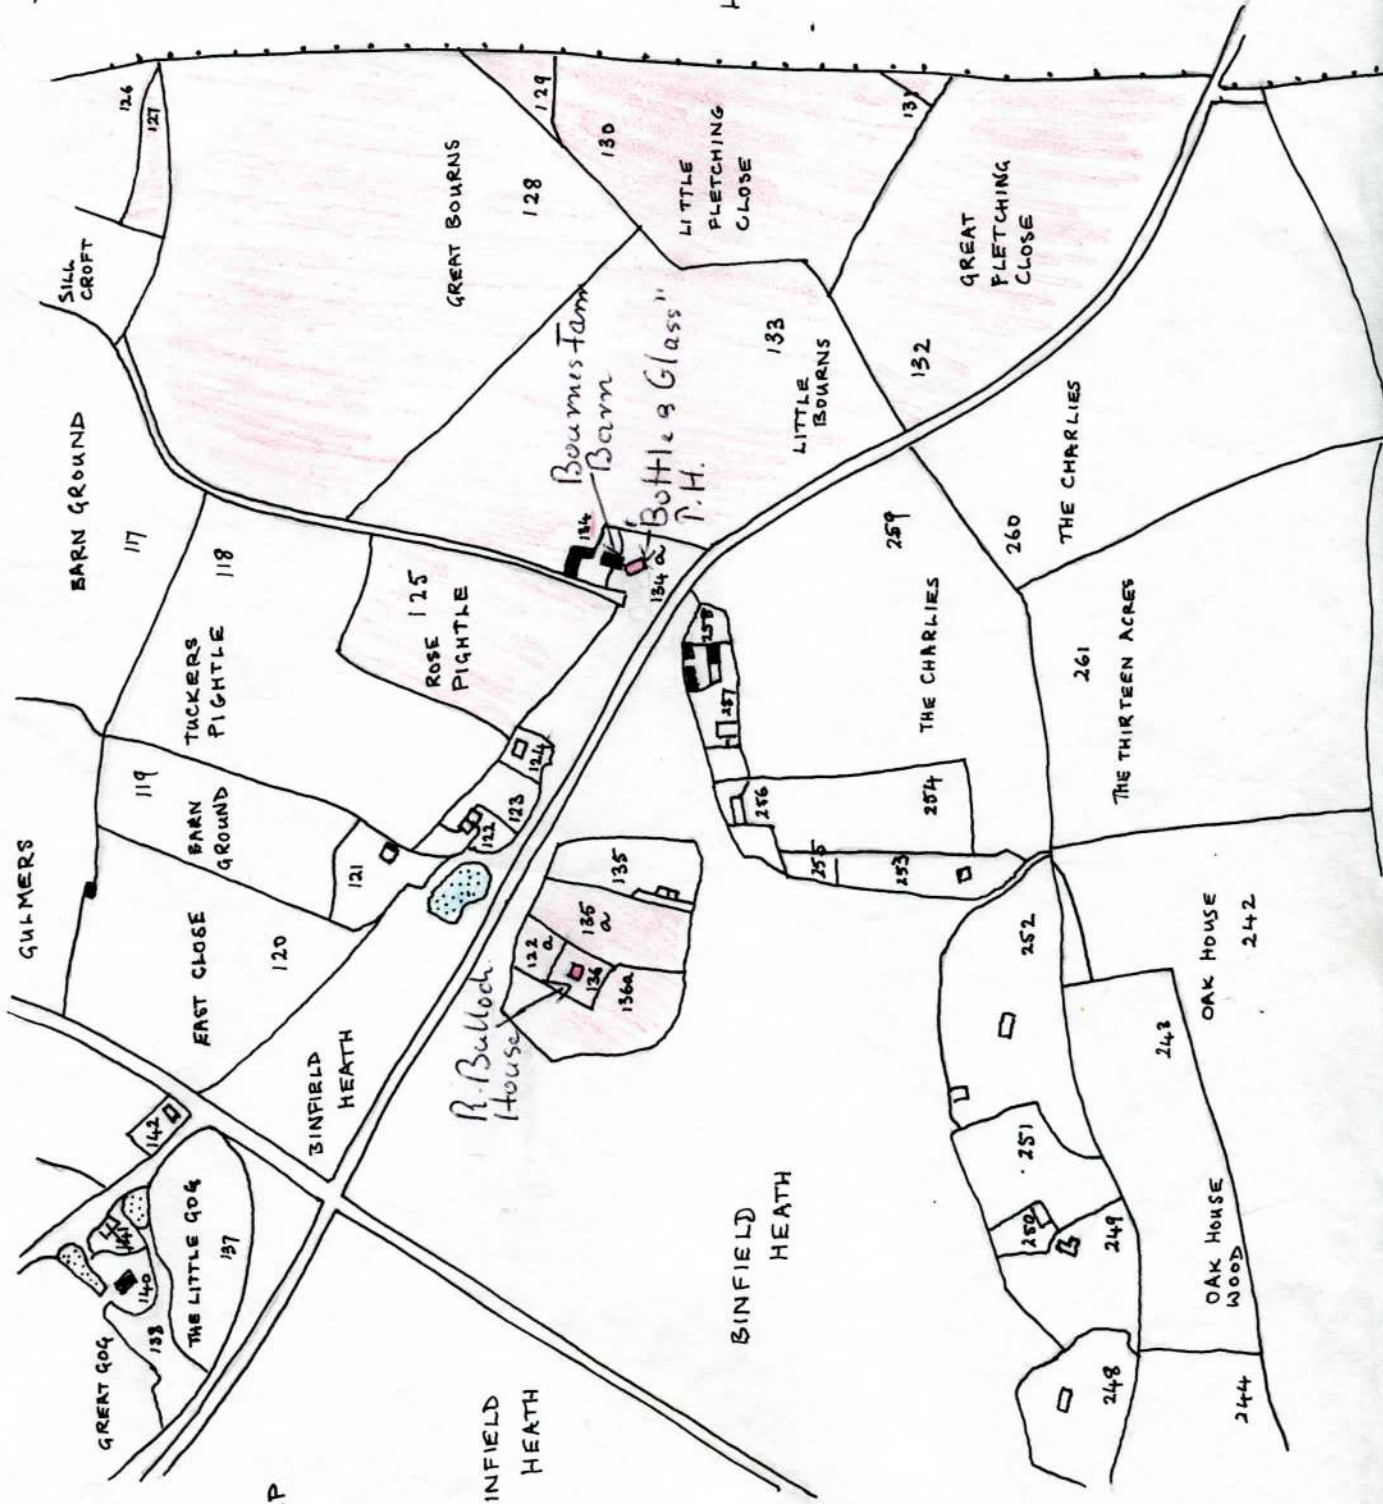 126
127
SILL
CROFT
GREAT BOURNS
128
129
130
LITTLE
FLETCHING
CLOSE
131
GREAT
FLETCHING
CLOSE
132
133
LITTLE
BOURNS
BARN GROUND
117
118
TUCKERS
PIGHTLE
125
ROSE
PIGHTLE
134
134a
Bournes Farm
Barn
"Bottle & Glass"
P.H.
259
260
THE CHARLIES
THE CHARLIES
261
THE THIRTEEN ACRES
258
257
256
255
254
253
GULMERS
119
BARN
GROUND
121
122
123
124
EAST CLOSE
120
135
135
a
122
a
136
136a
R. Bulloch
House
BINFIELD
HEATH
142
141
140
138
THE LITTLE GOG
137
GREAT GOG
BINFIELD
HEATH
INFIELD
HEATH
P
252
251
250
249
248
OAK HOUSE
242
243
OAK HOUSE
WOOD
244